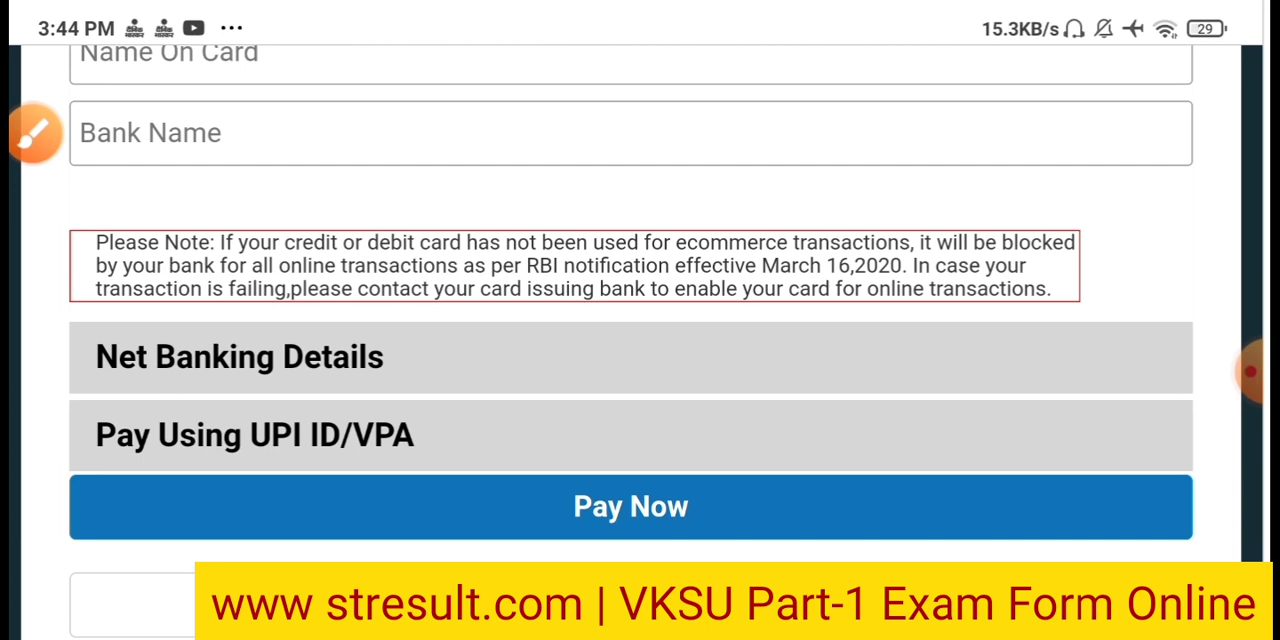 3:44 PM ... 15.3KB/s 29
Name On Card
Bank Name
Please Note: If your credit or debit card has not been used for ecommerce transactions, it will be blocked
by your bank for all online transactions as per RBI notification effective March 16,2020. In case your
transaction is failing,please contact your card issuing bank to enable your card for online transactions.
Net Banking Details
Pay Using UPI ID/VPA
Pay Now
www stresult.com | VKSU Part-1 Exam Form Online